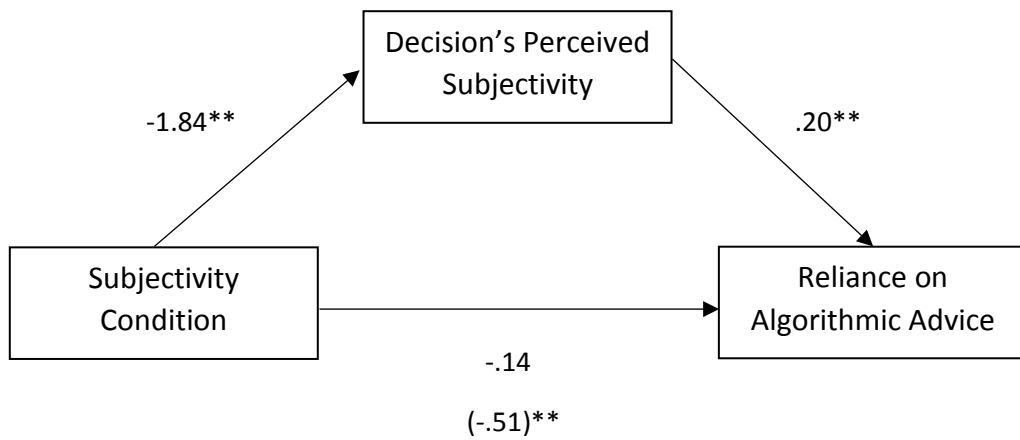 Decision’s Perceived
Subjectivity
-1.84**
.20**
Subjectivity
Condition
Reliance on
Algorithmic Advice
-.14
(-.51)**